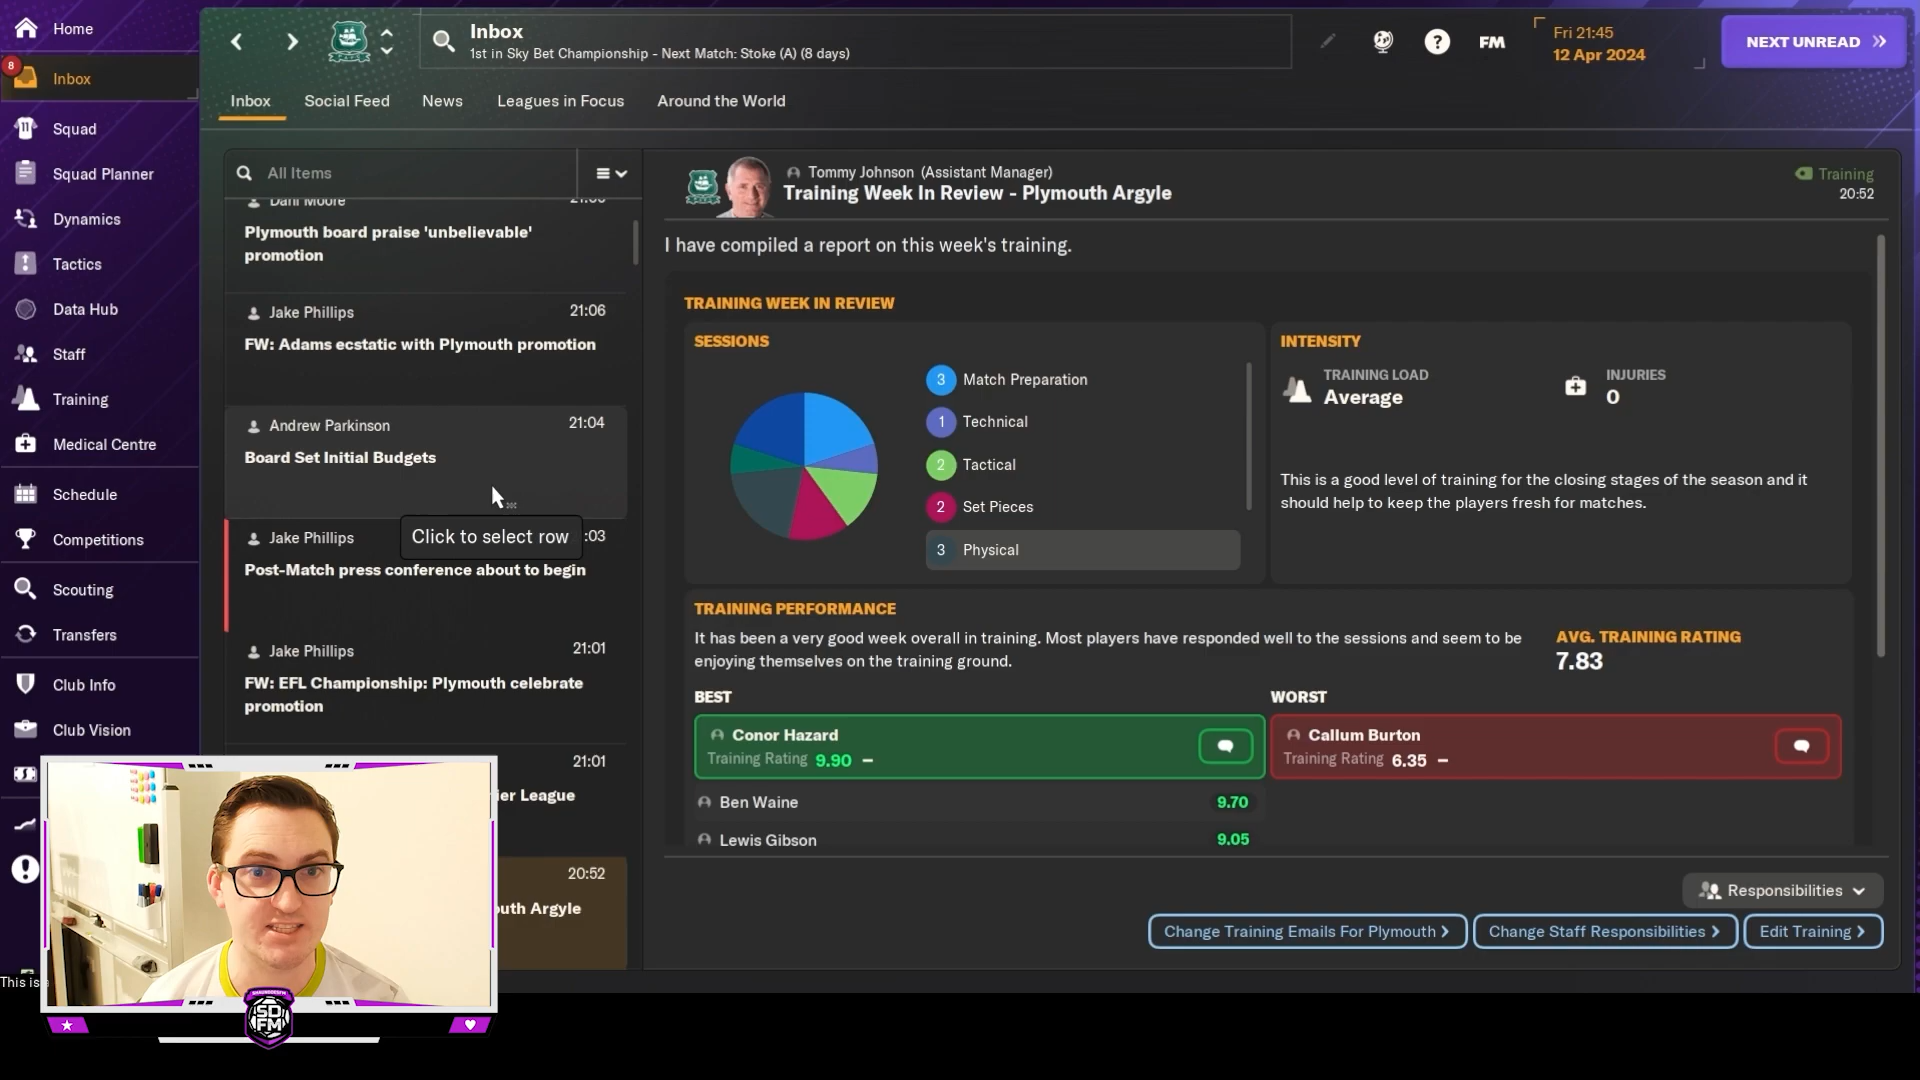 Home
8
Inbox
Squad
Squad Planner
Dynamics
Tactics
Data Hub
Staff
Training
Medical Centre
Schedule
Competitions
Scouting
Transfers
Club Info
Club Vision
This is
Inbox
1st in Sky Bet Championship - Next Match: Stoke (A) (8 days)
?
FM
Fri 21:45
12 Apr 2024
NEXT UNREAD
Inbox Social Feed News Leagues in Focus Around the World
All Items
Dani Moore
Plymouth board praise 'unbelievable'
promotion
Jake Phillips 21:06
FW: Adams ecstatic with Plymouth promotion
Andrew Parkinson 21:04
Board Set Initial Budgets
Click to select row
Jake Phillips :03
Post-Match press conference about to begin
Jake Phillips 21:01
FW: EFL Championship: Plymouth celebrate
promotion
21:01
ier League
20:52
outh Argyle
SDFM
Tommy Johnson (Assistant Manager)
Training Week In Review - Plymouth Argyle
Training
20:52
I have compiled a report on this week's training.
TRAINING WEEK IN REVIEW
SESSIONS
3 Match Preparation
1 Technical
2 Tactical
2 Set Pieces
3 Physical
INTENSITY
TRAINING LOAD
Average
INJURIES
0
This is a good level of training for the closing stages of the season and it
should help to keep the players fresh for matches.
TRAINING PERFORMANCE
It has been a very good week overall in training. Most players have responded well to the sessions and seem to be
enjoying themselves on the training ground.
AVG. TRAINING RATING
7.83
BEST
Conor Hazard
Training Rating 9.90 –
Ben Waine 9.70
Lewis Gibson 9.05
WORST
Callum Burton
Training Rating 6.35 –
Responsibilities
Change Training Emails For Plymouth
Change Staff Responsibilities
Edit Training